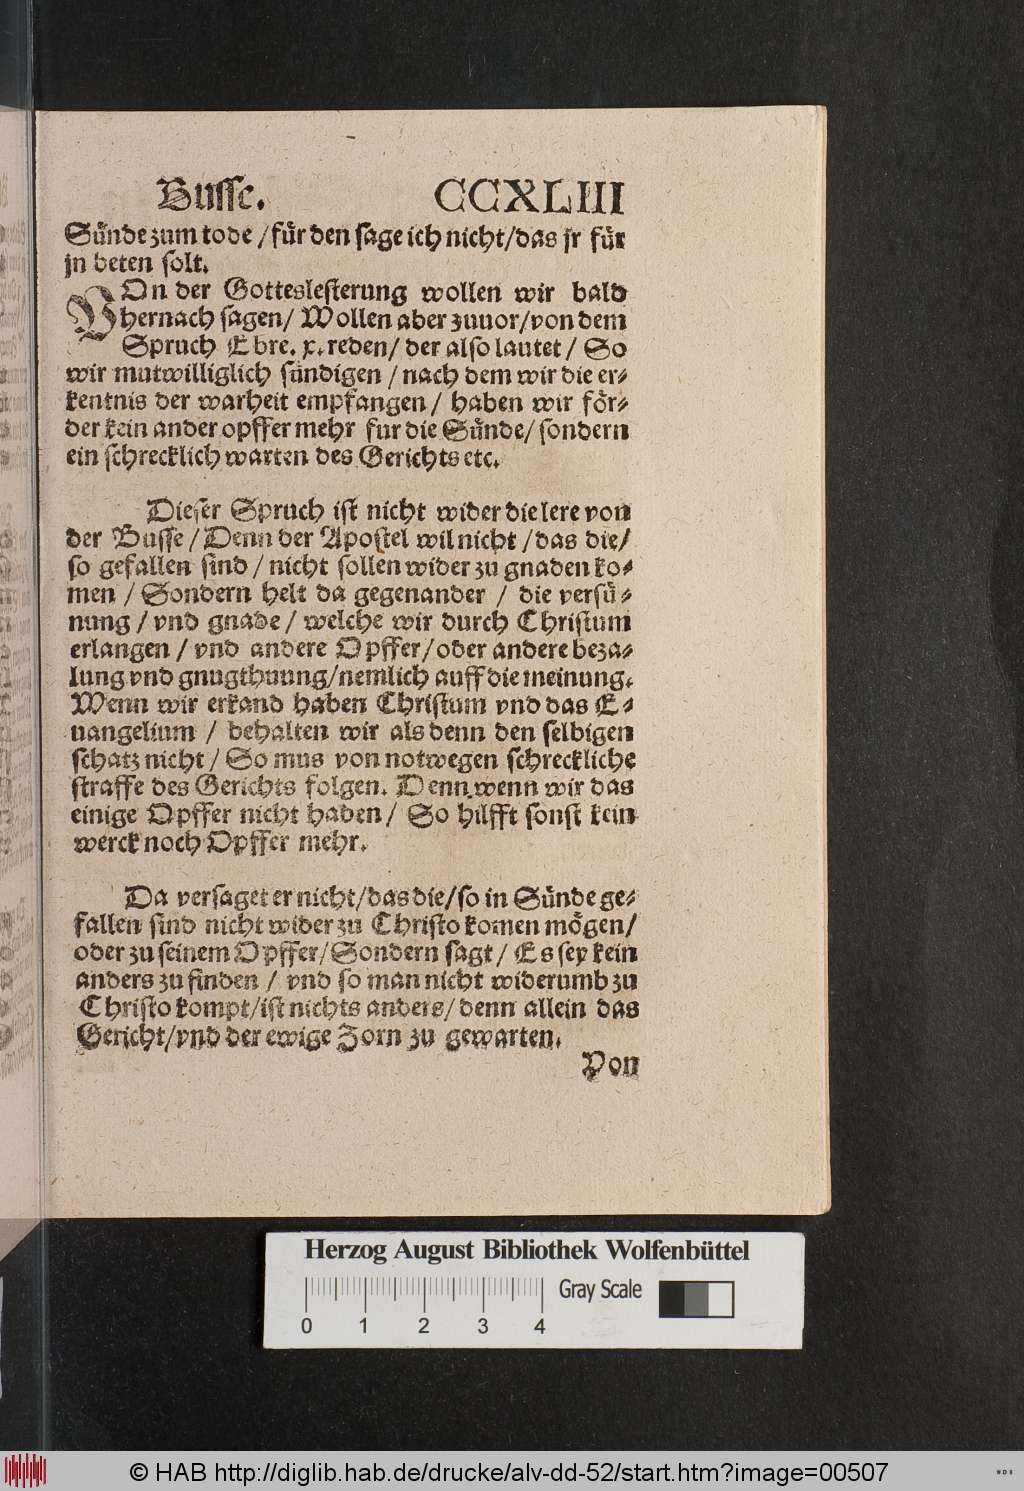 Busse. CCXLIII
Sünde zum tode / für den sage ich nicht / das jr für
jn beten solt.
VOn der Gotteslesterung wollen wir bald
hernach sagen / Wollen aber zuuor / von dem
Spruch Ebre. x. reden / der also lautet / So
wir mutwilliglich sündigen / nach dem wir die er⸗
kentnis der warheit empfangen / haben wir för⸗
der kein ander opffer mehr fur die Sünde / sondern
ein schrecklich warten des Gerichts etc.
Dieser Spruch ist nicht wider die lere von
der Busse / Denn der Apostel wil nicht / das die /
so gefallen sind / nicht sollen wider zu gnaden ko⸗
men / Sondern helt da gegenander / die versü⸗
nung / vnd gnade / welche wir durch Christum
erlangen / vnd andere Opffer / oder andere beza⸗
lung vnd gnugthuung / nemlich auff die meinung.
Wenn wir erkand haben Christum vnd das E⸗
uangelium / behalten wir als denn den selbigen
schatz nicht / So mus von notwegen schreckliche
straffe des Gerichts folgen. Denn wenn wir das
einige Opffer nicht haben / So hilfft sonst kein
werck noch Opffer mehr.
Da versaget er nicht / das die / so in Sünde ge⸗
fallen sind nicht wider zu Christo komen mögen /
oder zu seinem Opffer / Sondern sagt / Es sey kein
anders zu finden / vnd so man nicht widerumb zu
Christo kompt / ist nichts anders / denn allein das
Gericht / vnd der ewige Zorn zu gewarten.
Von
Herzog August Bibliothek Wolfenbüttel
Gray Scale
0 1 2 3 4
© HAB http://diglib.hab.de/drucke/alv-dd-52/start.htm?image=00507